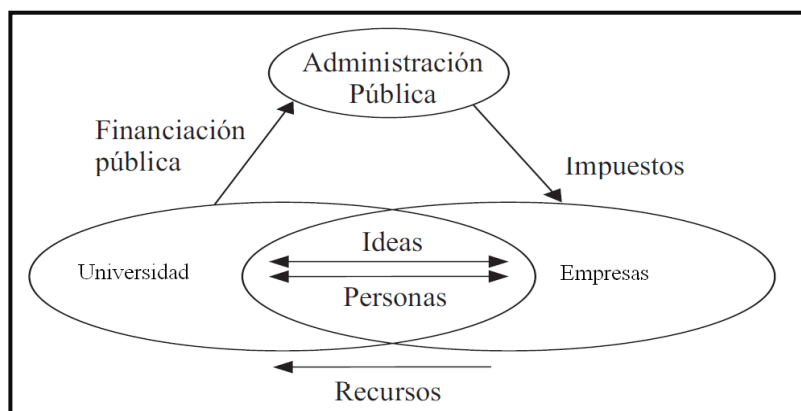 Administración
Pública
Financiación
pública
Impuestos
Ideas
Universidad
Empresas
Personas
Recursos